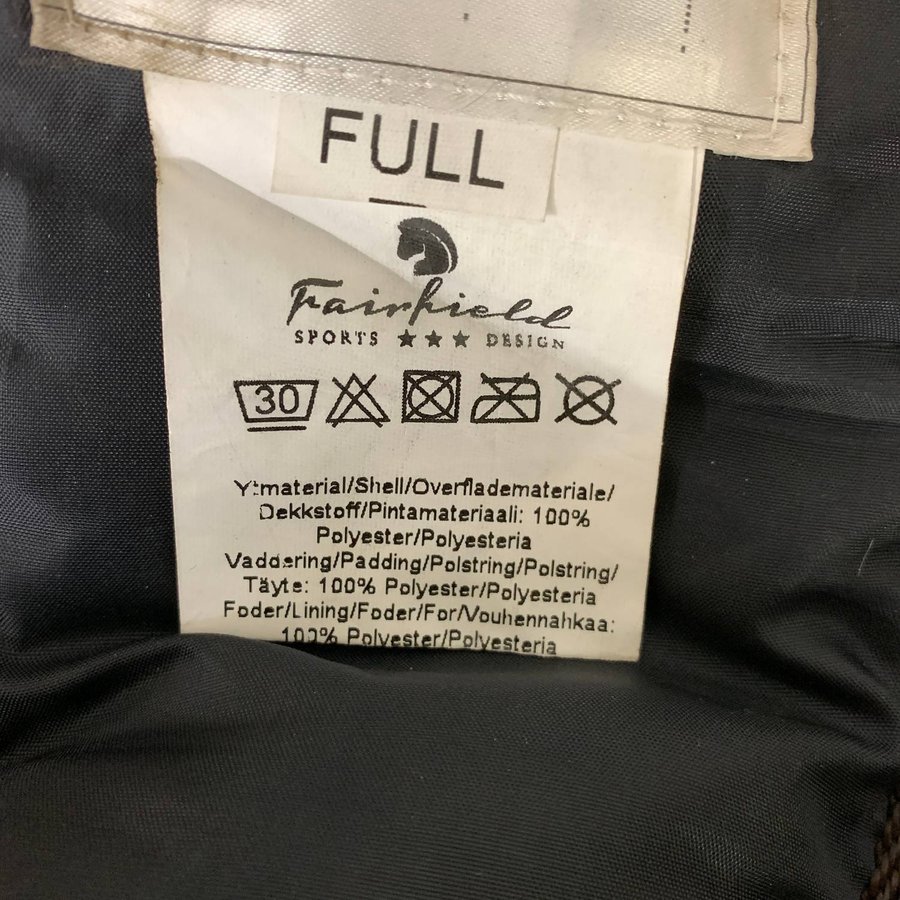 FULL
Fairfield
SPORTS ★★★ DESIGN
30
Ytmaterial/Shell/Overflademateriale/
Dekkstoff/Pintamateriaali: 100%
Polyester/Polyesteria
Vaddering/Padding/Polstring/Polstring/
Täyte: 100% Polyester/Polyesteria
Foder/Lining/Foder/For/Vouhennahkaa:
100% Polyester/Polyesteria